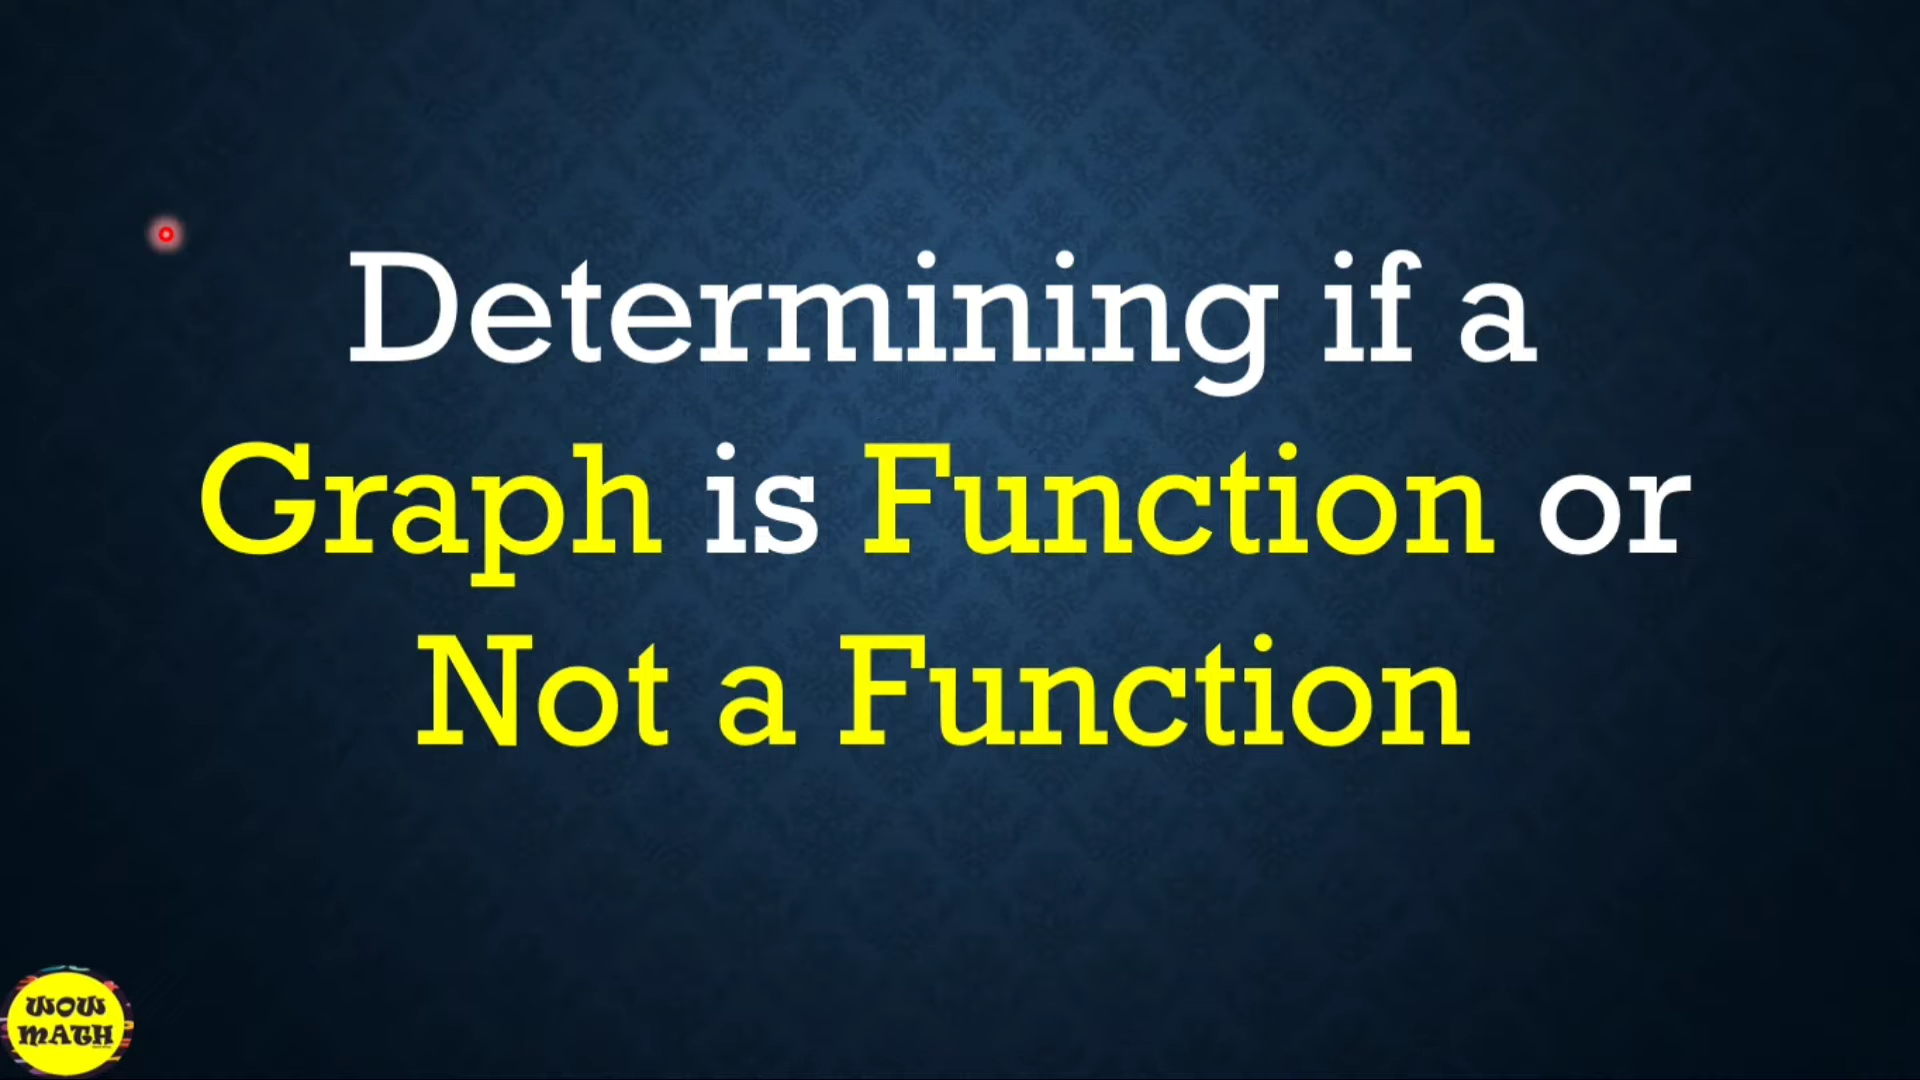 Determining if a
Graph is Function or
Not a Function
WOW
MATH